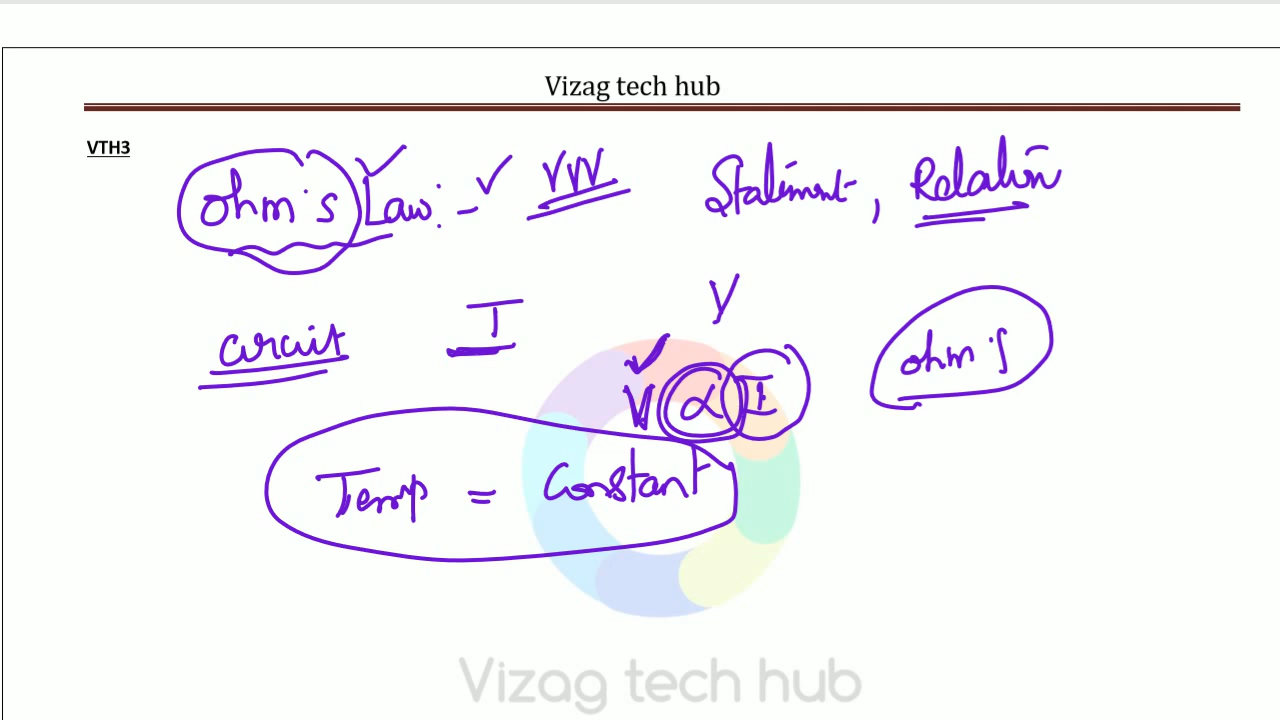 Vizag tech hub
VTH3
ohm's Law: - VVV Statement, Relation
circuit I V
V ∝ I ohm's
Temp = Constant
Vizag tech hub